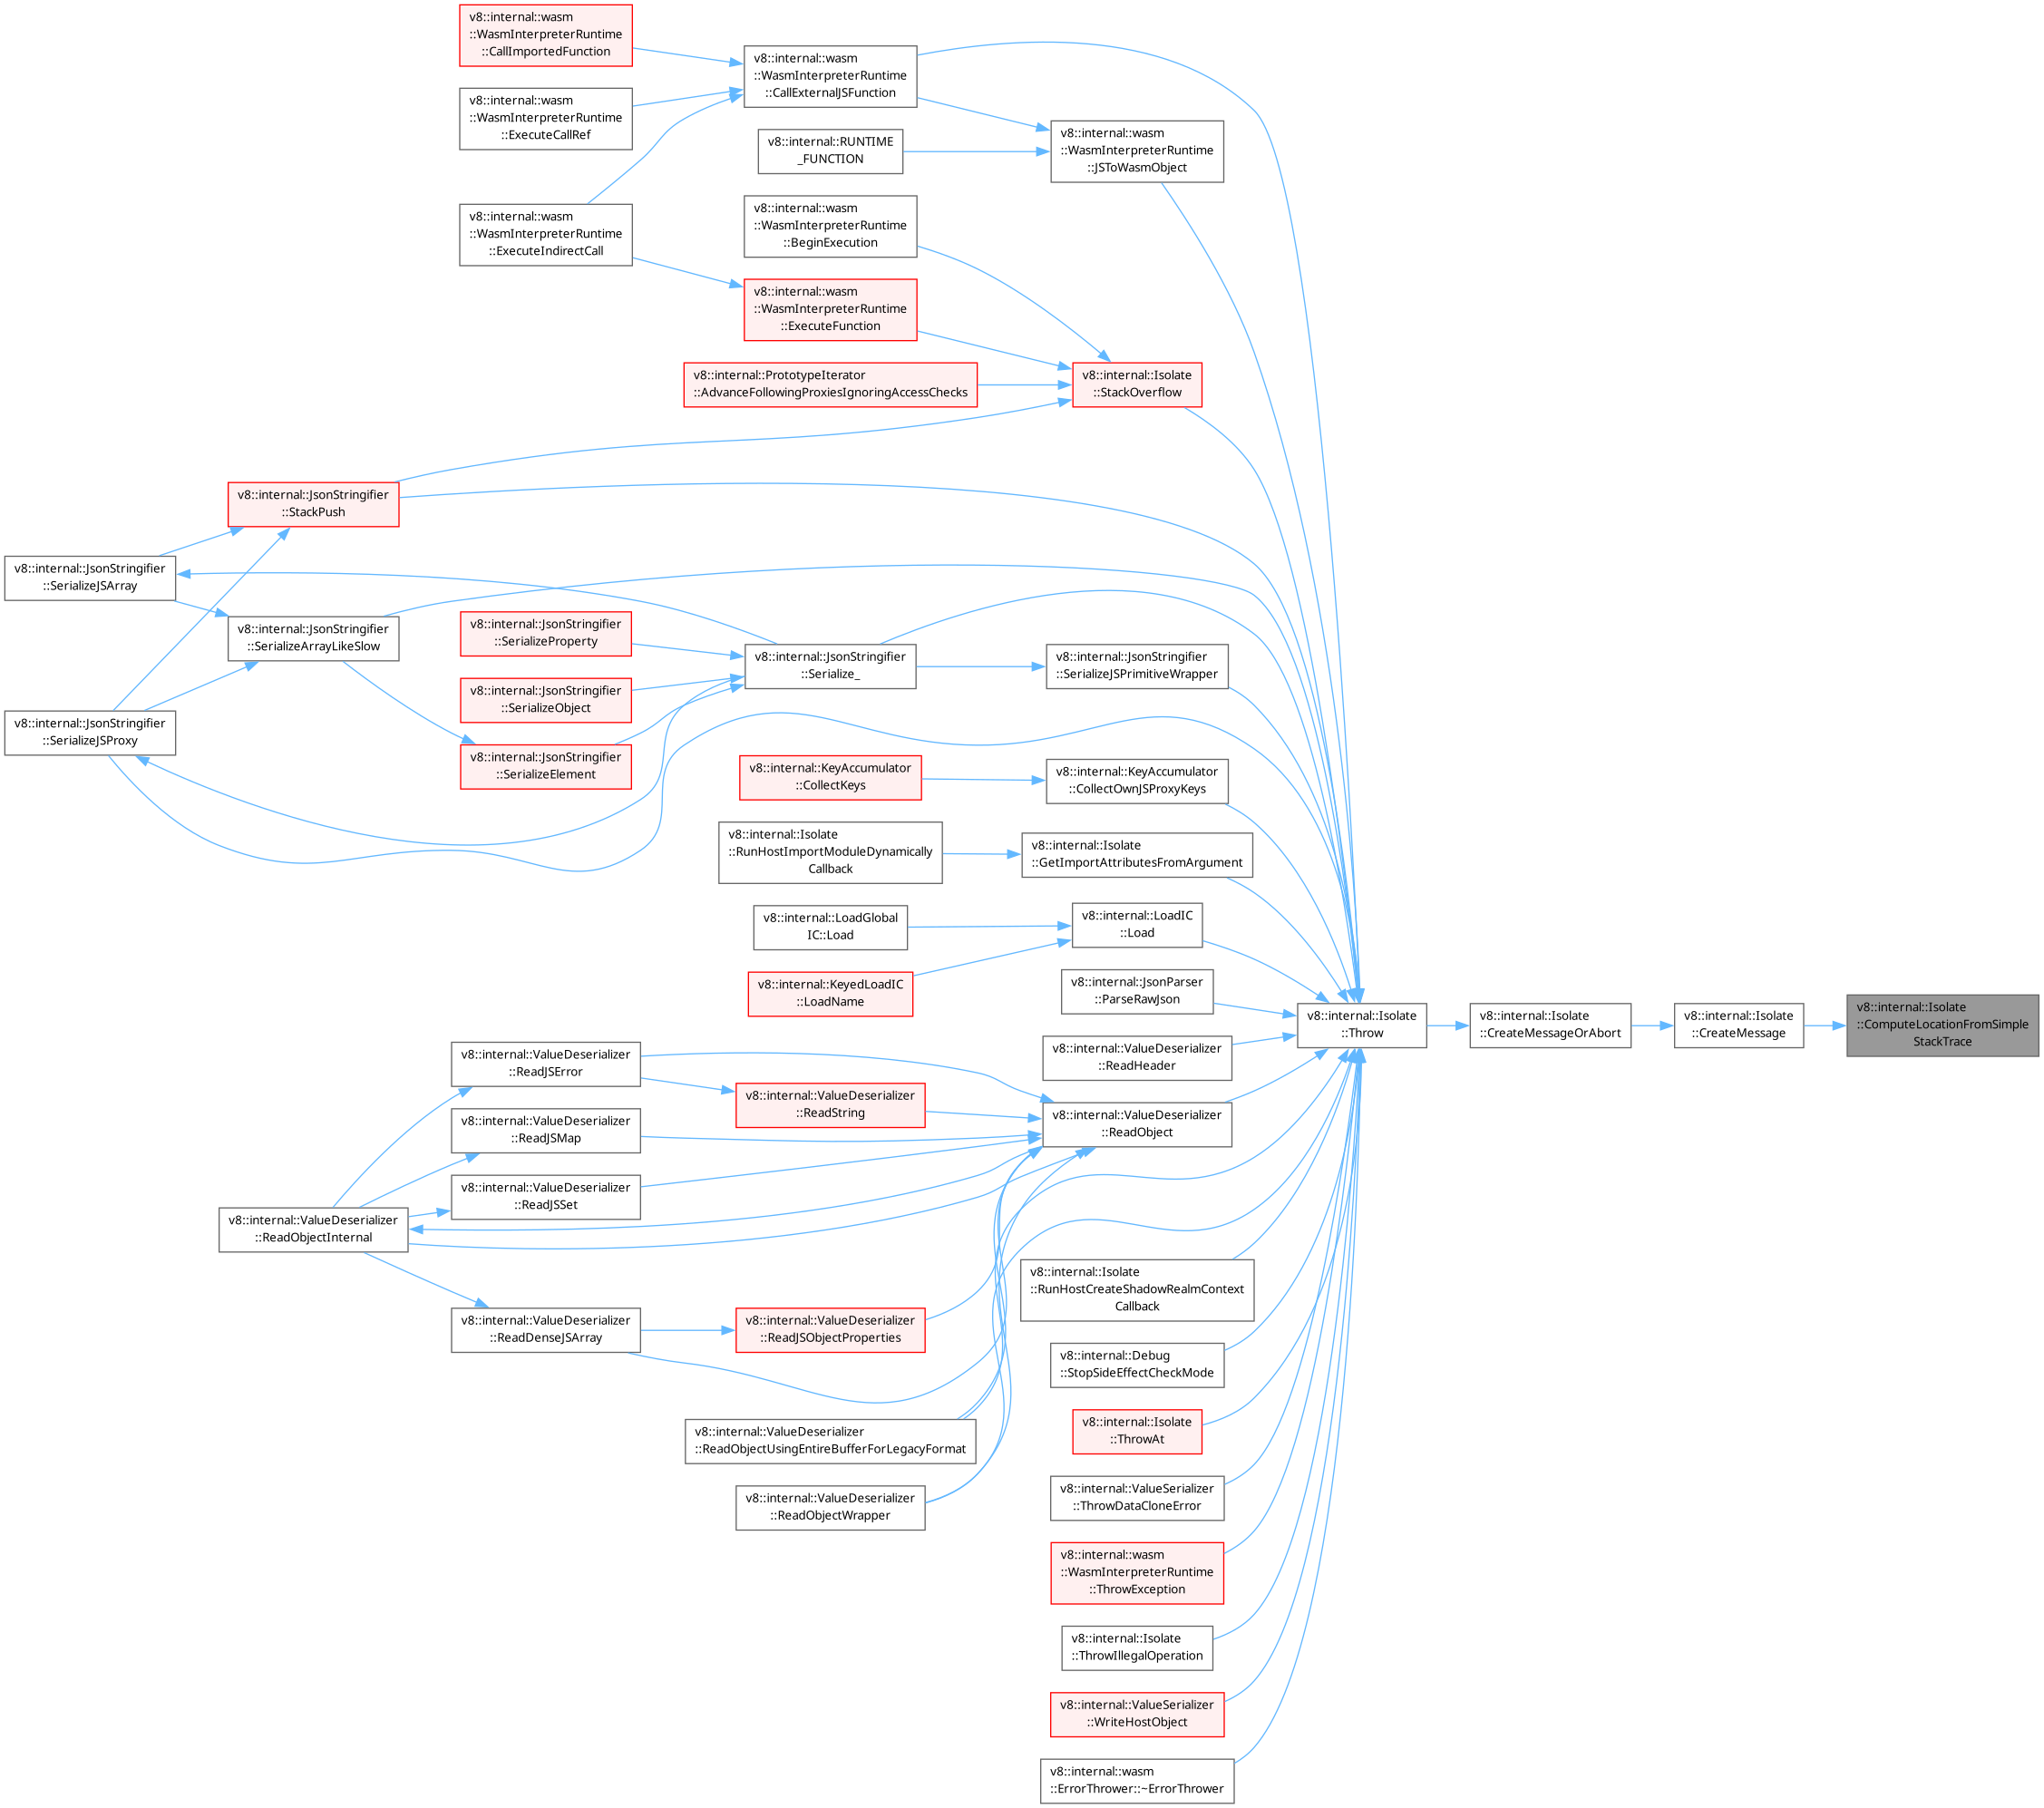 v8::internal::wasm
::WasmInterpreterRuntime
::CallImportedFunction
v8::internal::wasm
::WasmInterpreterRuntime
::CallExternalJSFunction
v8::internal::wasm
::WasmInterpreterRuntime
::ExecuteCallRef
v8::internal::RUNTIME
_FUNCTION
v8::internal::wasm
::WasmInterpreterRuntime
::JSToWasmObject
v8::internal::wasm
::WasmInterpreterRuntime
::ExecuteIndirectCall
v8::internal::wasm
::WasmInterpreterRuntime
::BeginExecution
v8::internal::wasm
::WasmInterpreterRuntime
::ExecuteFunction
v8::internal::PrototypeIterator
::AdvanceFollowingProxiesIgnoringAccessChecks
v8::internal::Isolate
::StackOverflow
v8::internal::JsonStringifier
::StackPush
v8::internal::JsonStringifier
::SerializeJSArray
v8::internal::JsonStringifier
::SerializeArrayLikeSlow
v8::internal::JsonStringifier
::SerializeProperty
v8::internal::JsonStringifier
::Serialize_
v8::internal::JsonStringifier
::SerializeJSPrimitiveWrapper
v8::internal::JsonStringifier
::SerializeObject
v8::internal::JsonStringifier
::SerializeJSProxy
v8::internal::JsonStringifier
::SerializeElement
v8::internal::KeyAccumulator
::CollectKeys
v8::internal::KeyAccumulator
::CollectOwnJSProxyKeys
v8::internal::Isolate
::RunHostImportModuleDynamically
Callback
v8::internal::Isolate
::GetImportAttributesFromArgument
v8::internal::LoadGlobal
IC::Load
v8::internal::LoadIC
::Load
v8::internal::KeyedLoadIC
::LoadName
v8::internal::JsonParser
::ParseRawJson
v8::internal::Isolate
::Throw
v8::internal::Isolate
::CreateMessageOrAbort
v8::internal::Isolate
::CreateMessage
v8::internal::Isolate
::ComputeLocationFromSimple
StackTrace
v8::internal::ValueDeserializer
::ReadHeader
v8::internal::ValueDeserializer
::ReadJSError
v8::internal::ValueDeserializer
::ReadString
v8::internal::ValueDeserializer
::ReadObject
v8::internal::ValueDeserializer
::ReadJSMap
v8::internal::ValueDeserializer
::ReadJSSet
v8::internal::ValueDeserializer
::ReadObjectInternal
v8::internal::Isolate
::RunHostCreateShadowRealmContext
Callback
v8::internal::ValueDeserializer
::ReadDenseJSArray
v8::internal::ValueDeserializer
::ReadJSObjectProperties
v8::internal::Debug
::StopSideEffectCheckMode
v8::internal::Isolate
::ThrowAt
v8::internal::ValueDeserializer
::ReadObjectUsingEntireBufferForLegacyFormat
v8::internal::ValueDeserializer
::ReadObjectWrapper
v8::internal::ValueSerializer
::ThrowDataCloneError
v8::internal::wasm
::WasmInterpreterRuntime
::ThrowException
v8::internal::Isolate
::ThrowIllegalOperation
v8::internal::ValueSerializer
::WriteHostObject
v8::internal::wasm
::ErrorThrower::~ErrorThrower